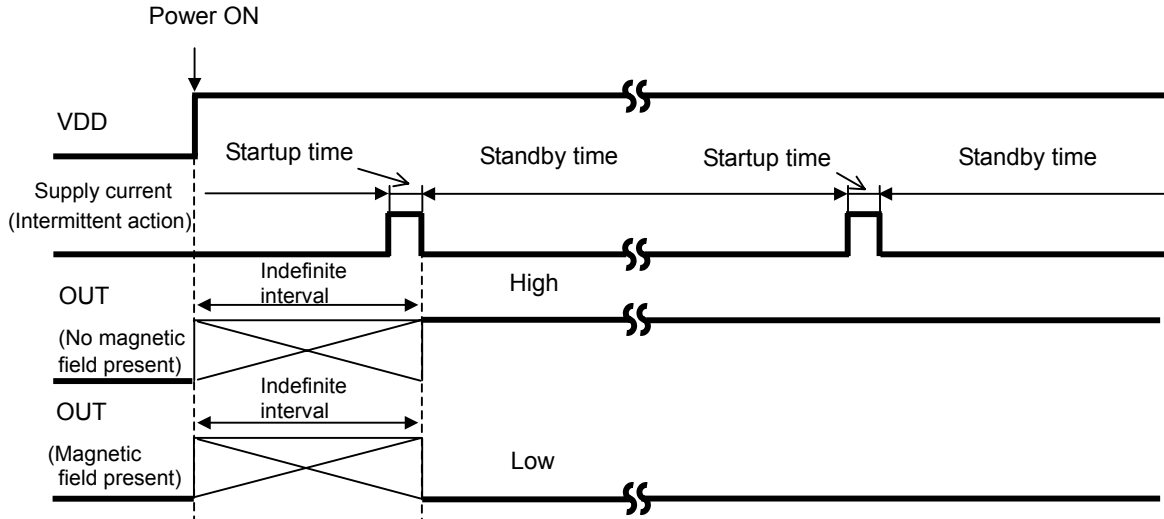 Power ON
VDD
Startup time
Standby time
Startup time
Standby time
Supply current
(Intermittent action)
Indefinite
interval
High
OUT
(No magnetic
field present)
Indefinite
interval
OUT
(Magnetic
field present)
Low